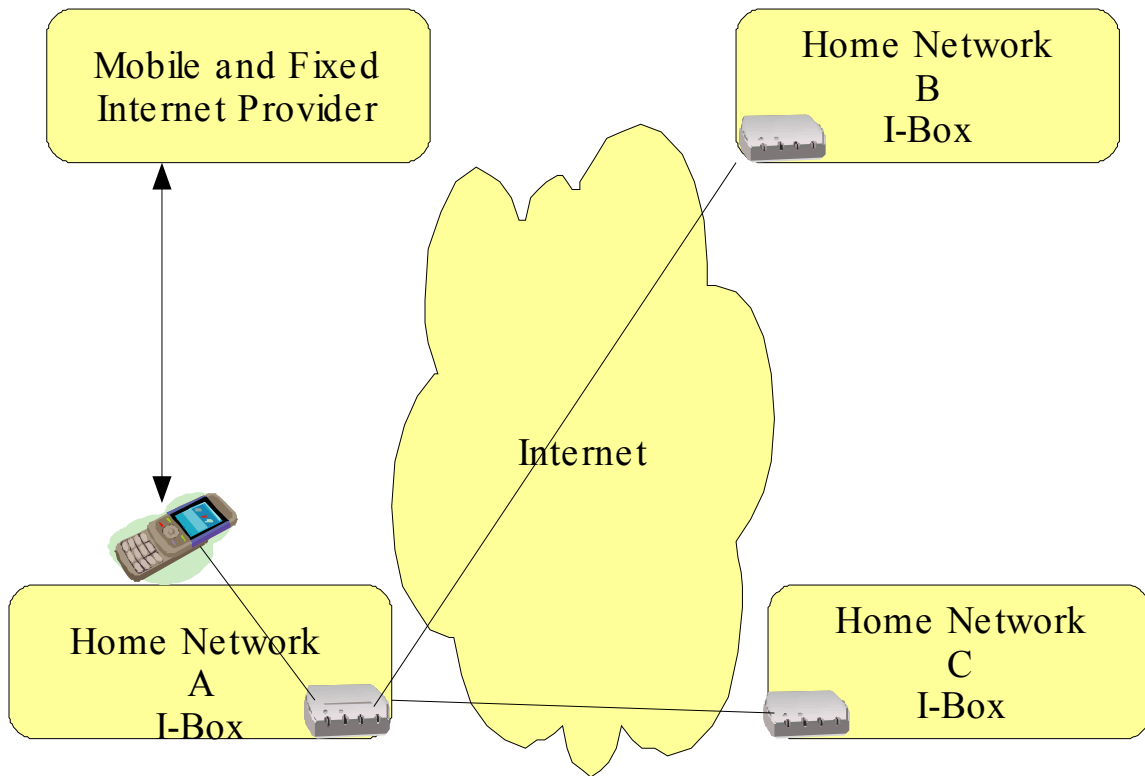 Mobile and Fixed
Internet Provider
Home Network
B
I-Box
Internet
Home Network
A
I-Box
Home Network
C
I-Box